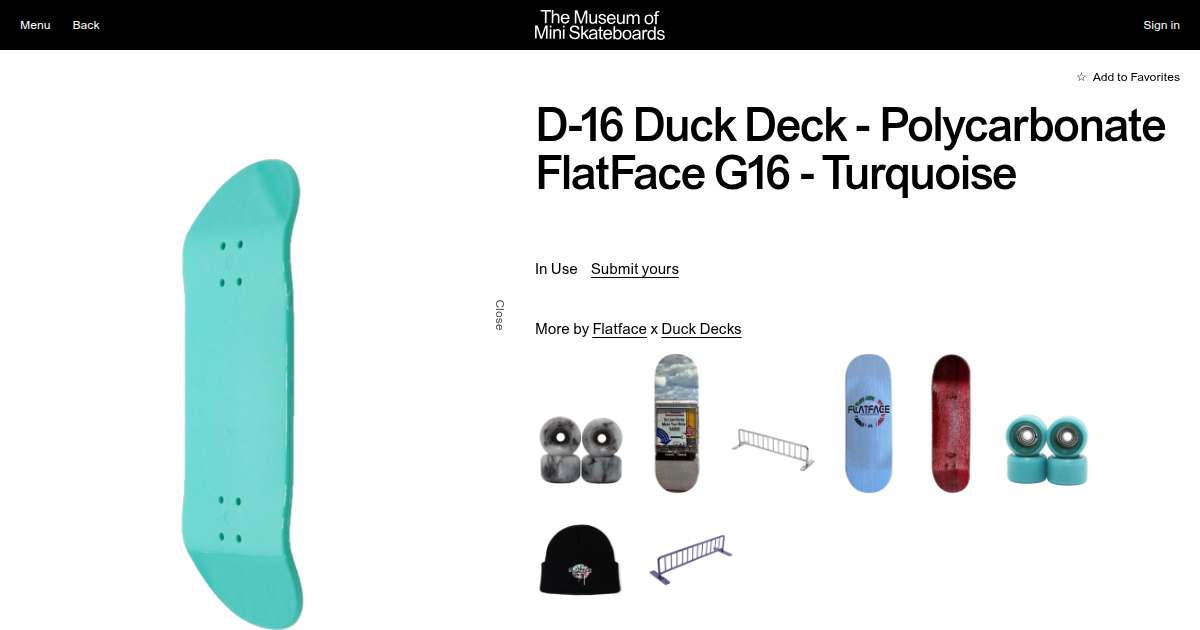 Menu
Back
The Museum of
Mini Skateboards
Sign in
☆ Add to Favorites
D-16 Duck Deck - Polycarbonate
FlatFace G16 - Turquoise
In Use
Submit yours
Close
More by Flatface x Duck Decks
FLATFACE